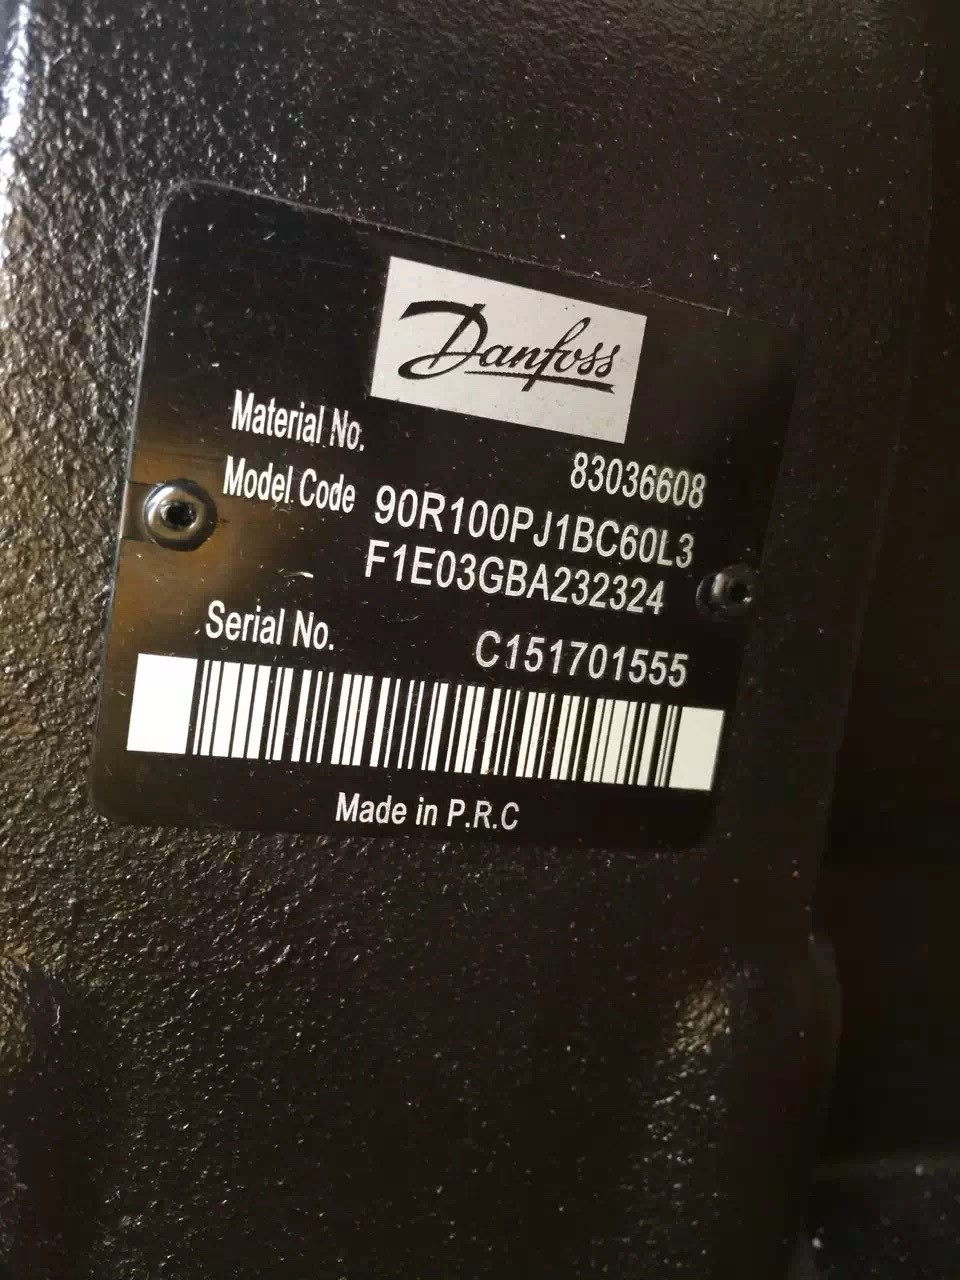 Danfoss
Material No. 83036608
Model Code 90R100PJ1BC60L3
F1E03GBA232324
Serial No. C151701555
Made in P.R.C